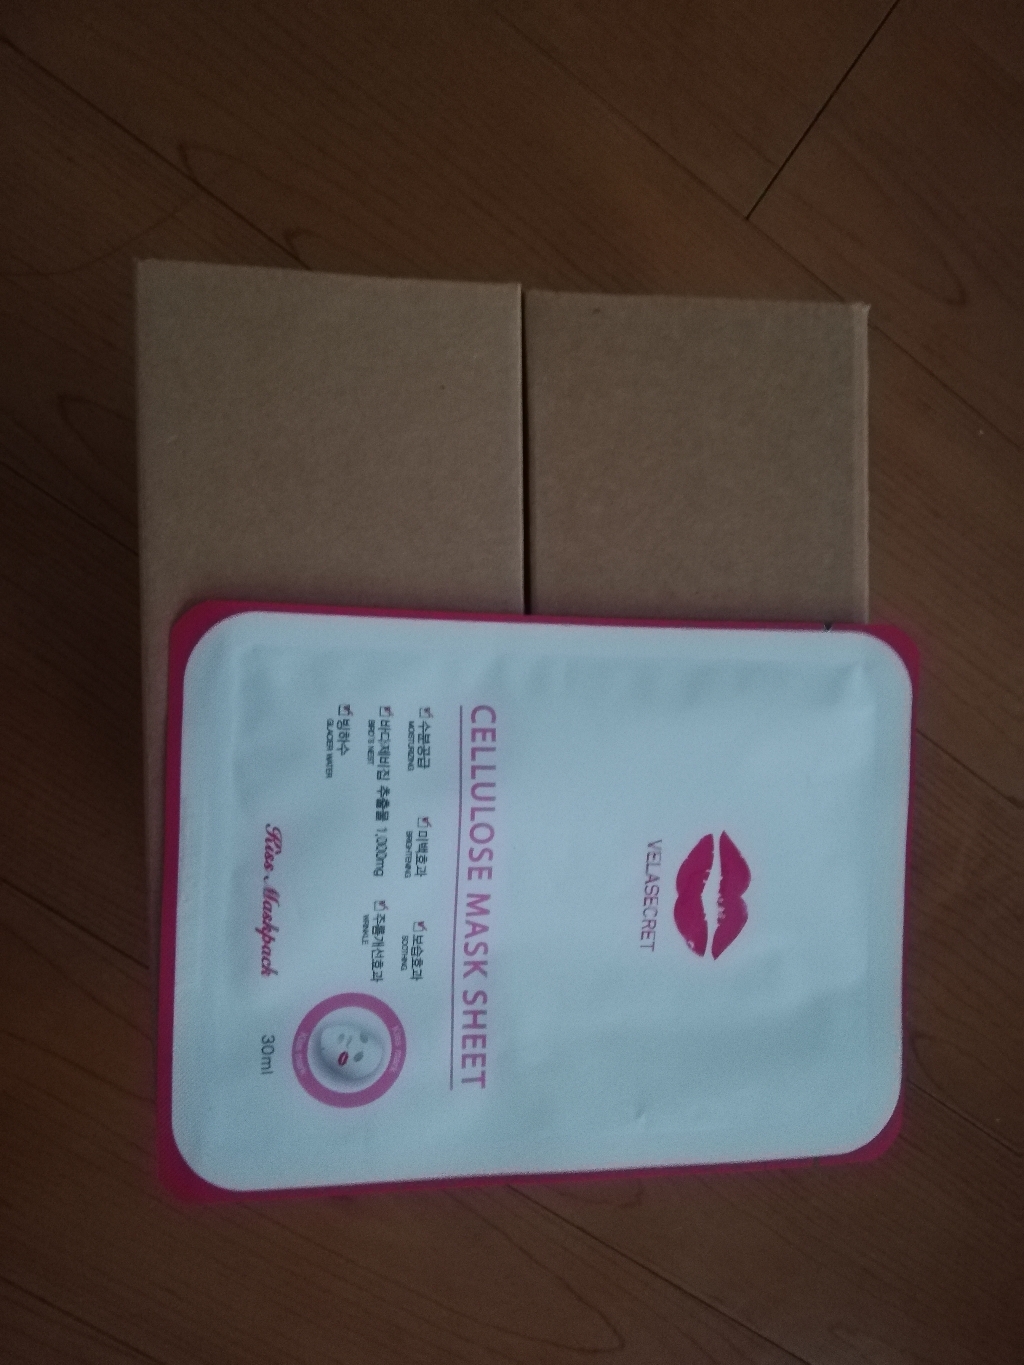 VELASECRET
CELLULOSE MASK SHEET
수분공급 미백효과 보습효과
MOISTURIZING BRIGHTENING SOOTHING
바다제비집 추출물 1,000mg 주름개선효과
BIRD'S NEST WRINKLE
빙하수
GLACIER WATER
Kiss Maskpack
30ml